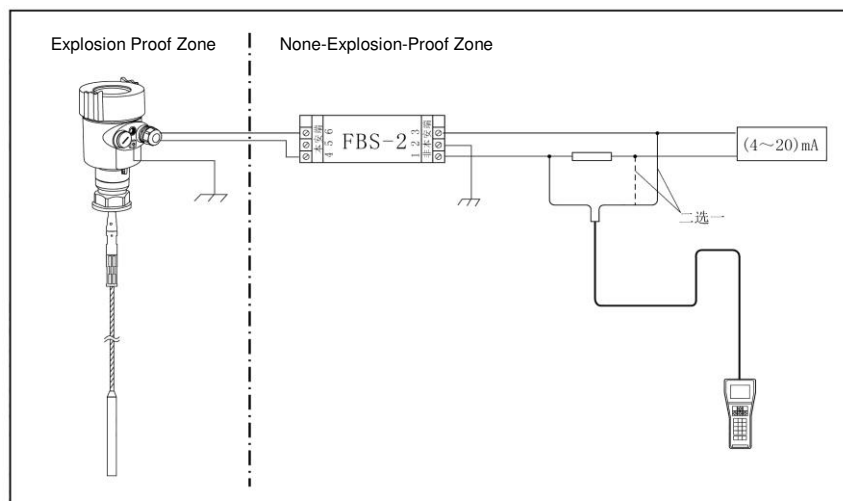 Explosion Proof Zone
None-Explosion-Proof Zone
本安端
4 5 6
FBS-2
1 2 3
非本安端
(4~20)mA
二选一